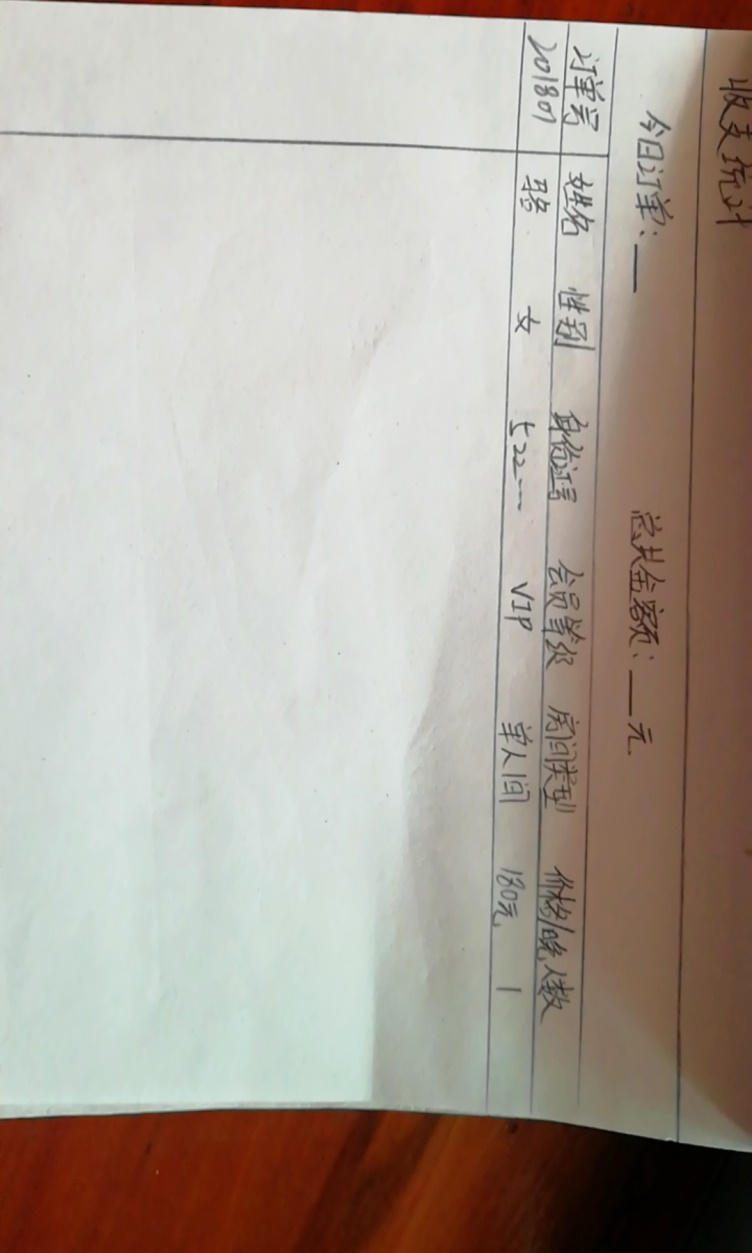 收支统计
今日订单：__ 总共金额：__元.
订单号 姓名 性别 身份证号 会员等级 房间类型 价格/晚 人数
201801 女 522... VIP 单人间 180元 1